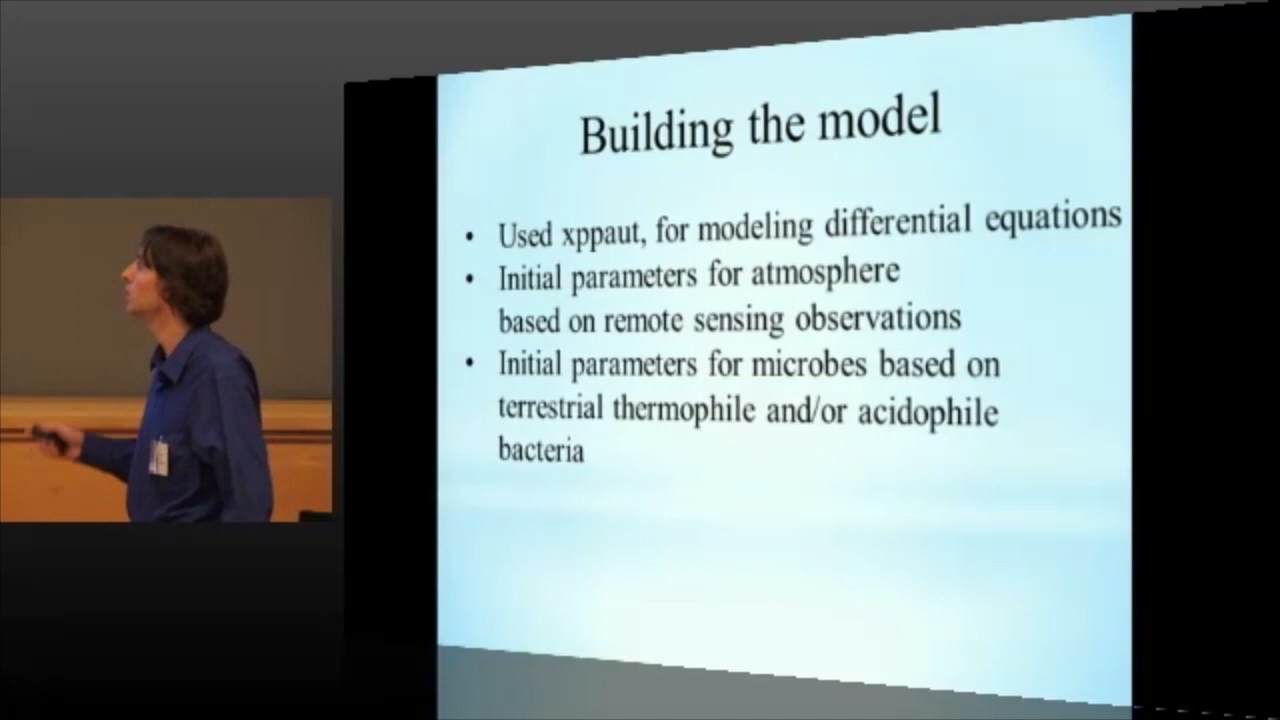 Building the model
• Used xppaut, for modeling differential equations
• Initial parameters for atmosphere
based on remote sensing observations
• Initial parameters for microbes based on
terrestrial thermophile and/or acidophile
bacteria